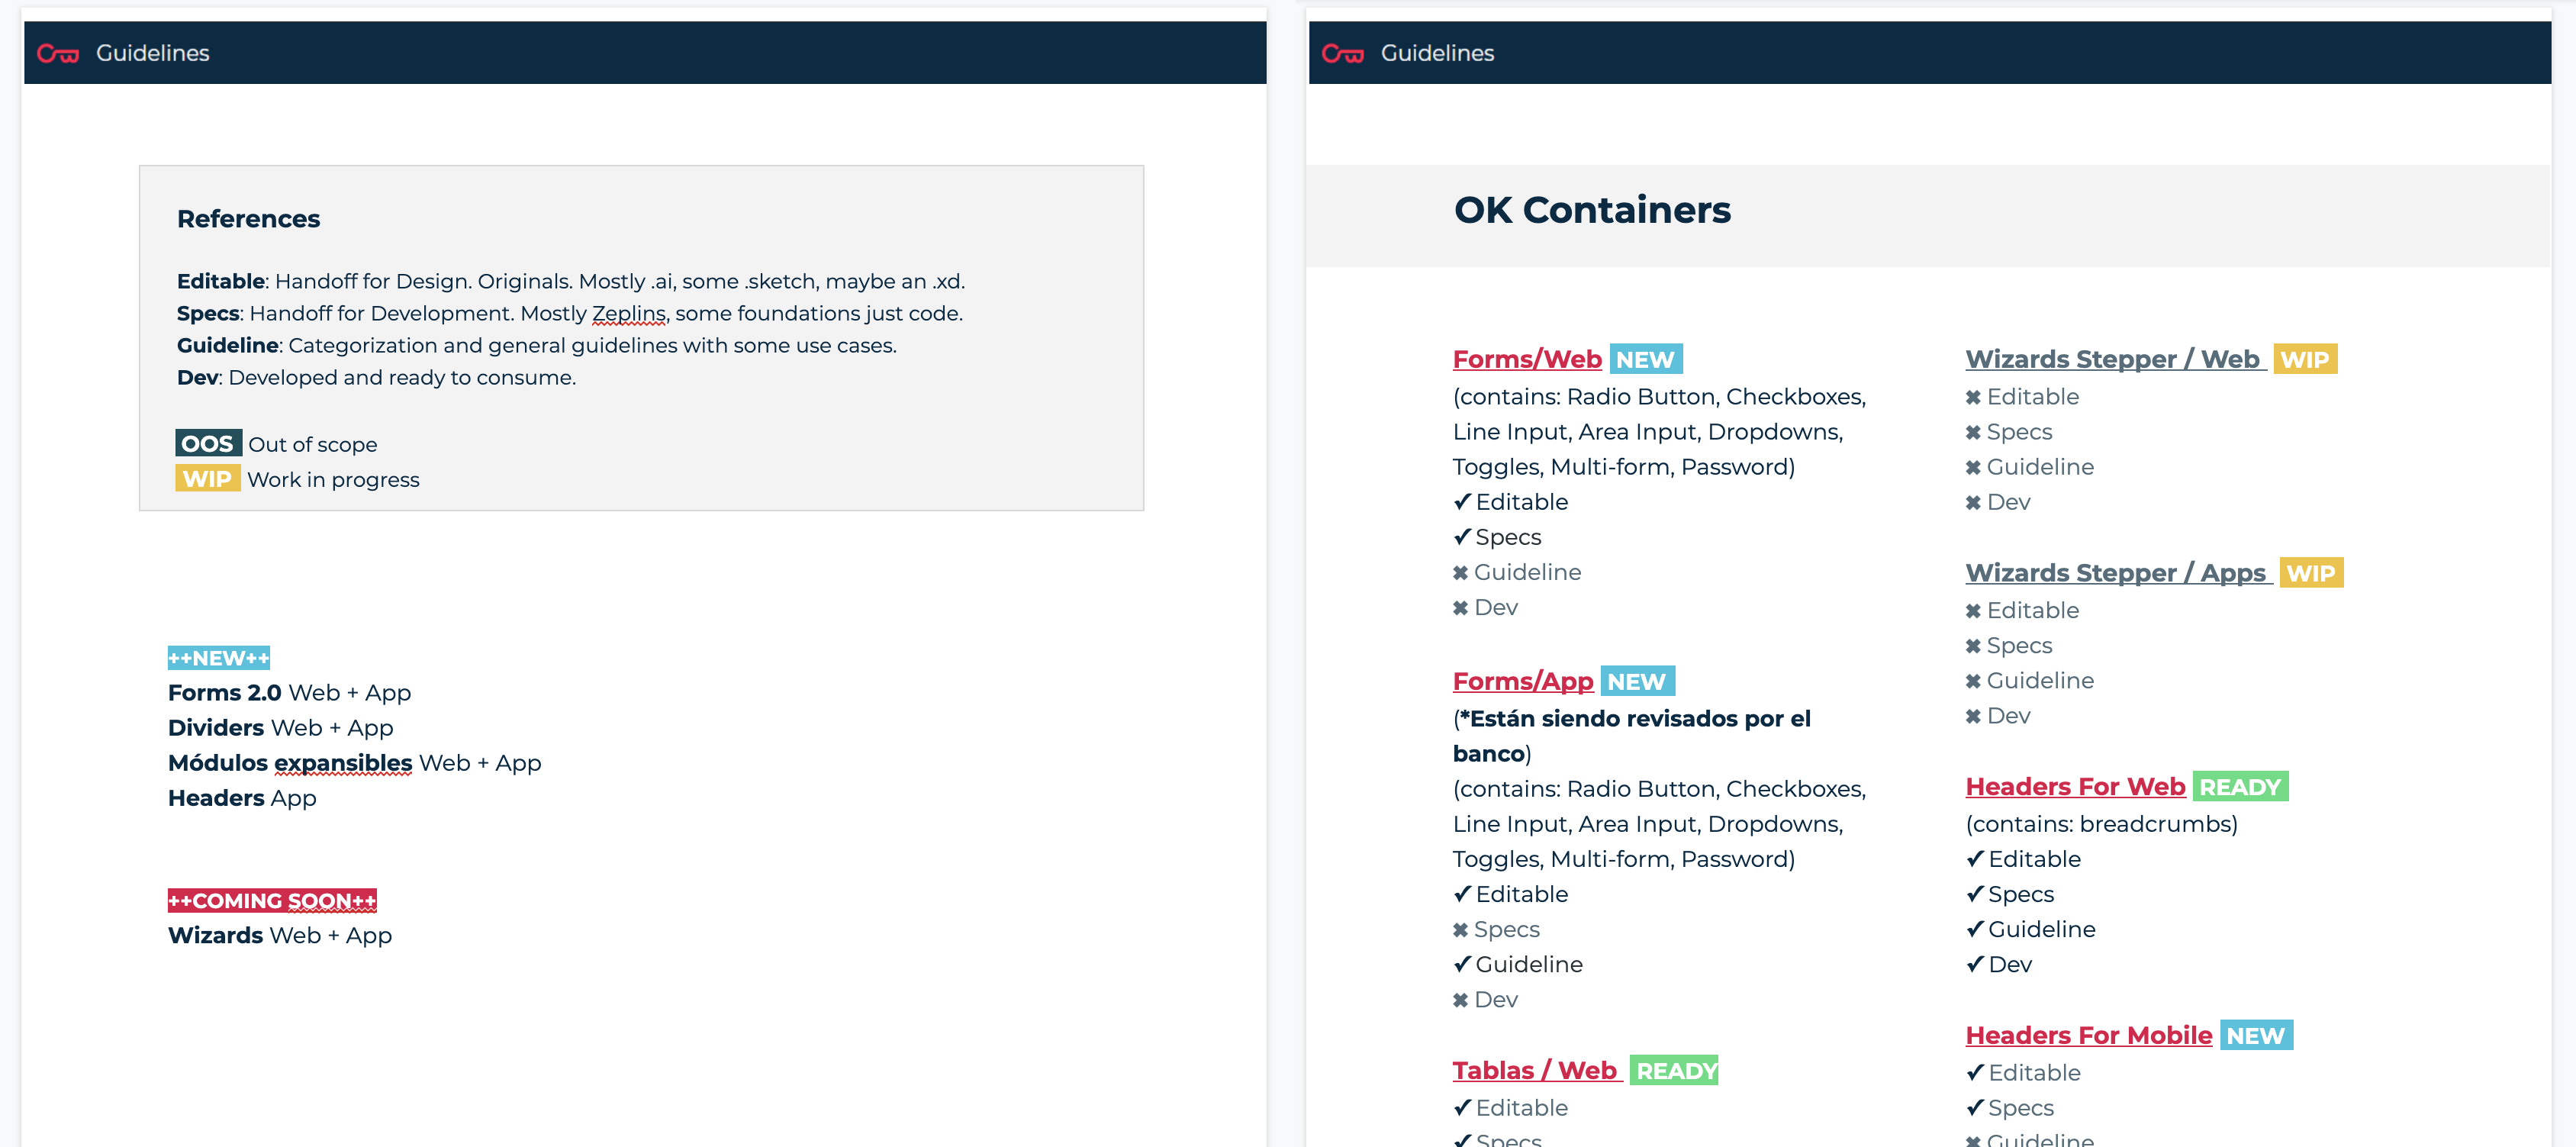 Guidelines
References
Editable: Handoff for Design. Originals. Mostly .ai, some .sketch, maybe an .xd.
Specs: Handoff for Development. Mostly Zeplins, some foundations just code.
Guideline: Categorization and general guidelines with some use cases.
Dev: Developed and ready to consume.
OOS Out of scope
WIP Work in progress
++NEW++
Forms 2.0 Web + App
Dividers Web + App
Módulos expansibles Web + App
Headers App
++COMING SOON++
Wizards Web + App
Guidelines
OK Containers
Forms/Web NEW
(contains: Radio Button, Checkboxes,
Line Input, Area Input, Dropdowns,
Toggles, Multi-form, Password)
✔Editable
✔Specs
✖ Guideline
✖ Dev
Forms/App NEW
(*Están siendo revisados por el
banco)
(contains: Radio Button, Checkboxes,
Line Input, Area Input, Dropdowns,
Toggles, Multi-form, Password)
✔Editable
✖ Specs
✔Guideline
✖ Dev
Tablas / Web READY
✔Editable
✔Specs
Wizards Stepper / Web WIP
✖ Editable
✖ Specs
✖ Guideline
✖ Dev
Wizards Stepper / Apps WIP
✖ Editable
✖ Specs
✖ Guideline
✖ Dev
Headers For Web READY
(contains: breadcrumbs)
✔Editable
✔Specs
✔Guideline
✔Dev
Headers For Mobile NEW
✔Editable
✔Specs
✖ Guideline